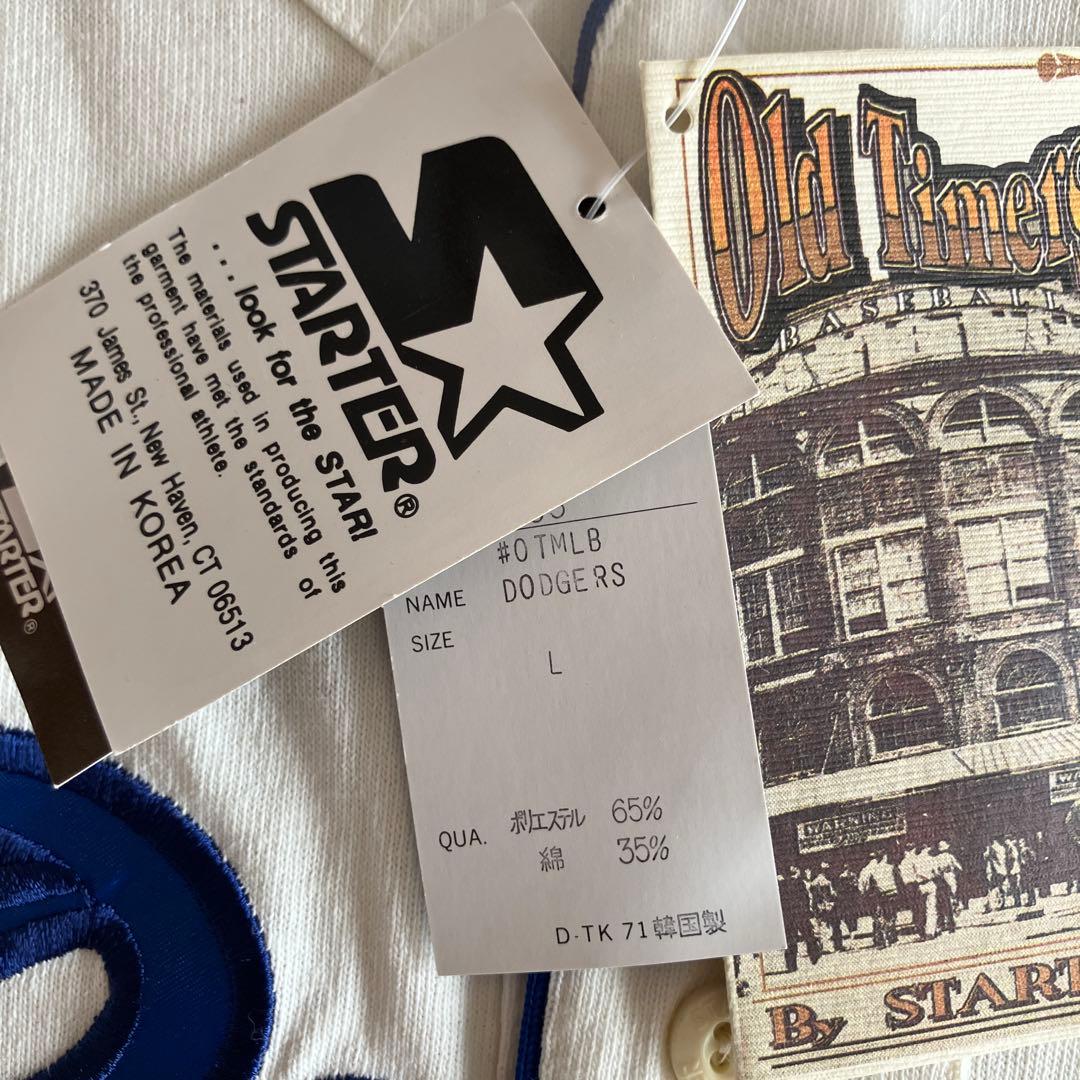 STARTER®
...look for the STAR!
The materials used in producing this
garment have met the standards of
the professional athlete.
370 James St., New Haven, CT 06513
MADE IN KOREA
STARTER®
#OTMLB
NAME DODGERS
SIZE L
QUA. ポリエステル 65%
綿 35%
D-TK 71 韓国製
Old Timers
BASEBALL
By START